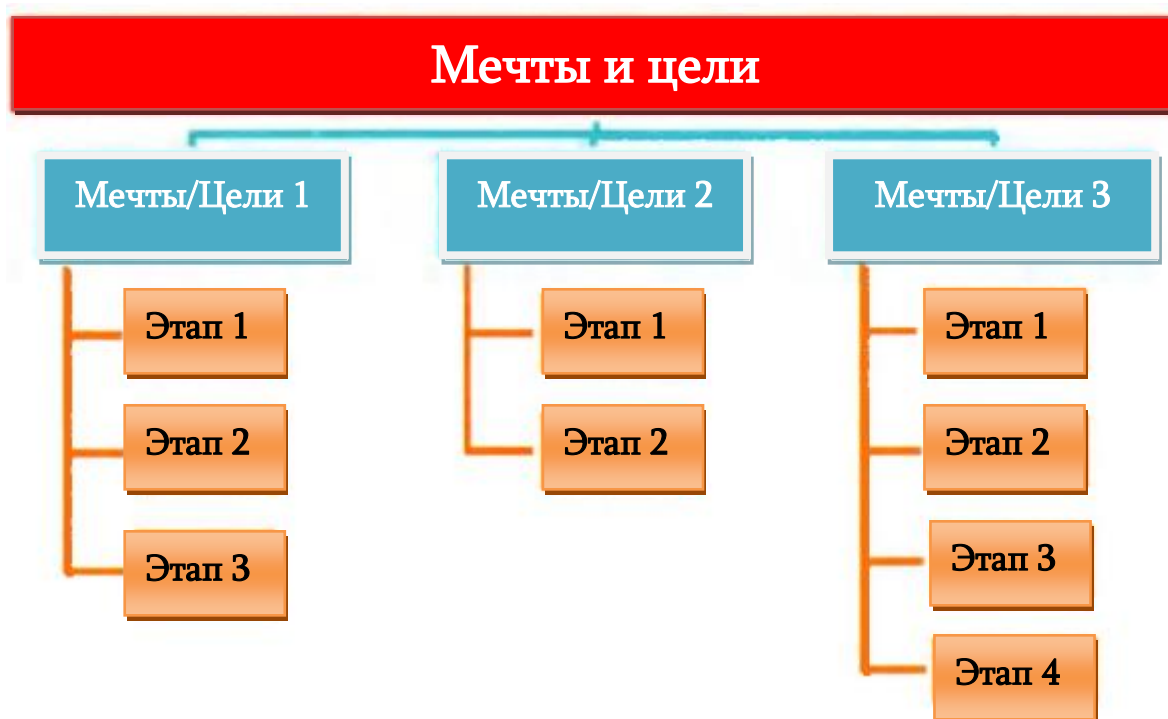 Мечты и цели
Мечты/Цели 1
Этап 1
Этап 2
Этап 3
Мечты/Цели 2
Этап 1
Этап 2
Мечты/Цели 3
Этап 1
Этап 2
Этап 3
Этап 4